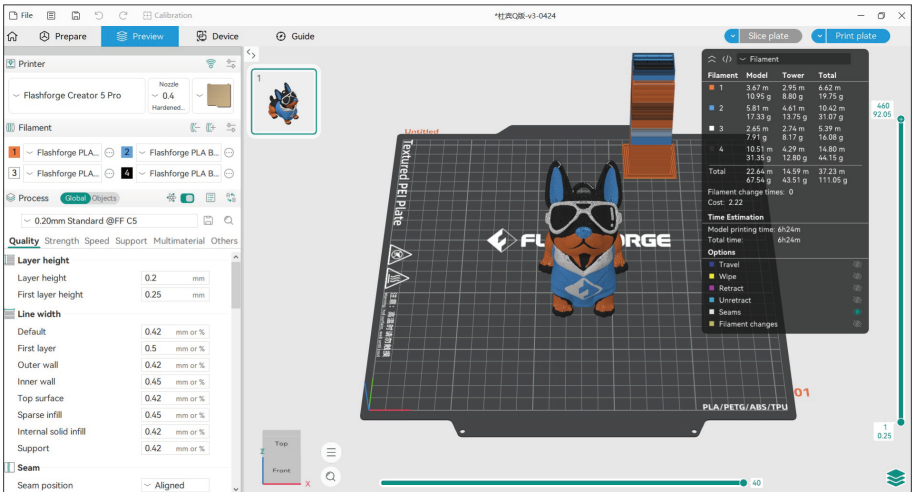 File
Calibration
*杜宾Q版-v3-0424
Prepare
Preview
Device
Guide
Slice plate
Print plate
Printer
Flashforge Creator 5 Pro
Nozzle
0.4
Hardened...
Filament
1 Flashforge PLA...
2 Flashforge PLA B...
3 Flashforge PLA...
4 Flashforge PLA B...
Process Global Objects
0.20mm Standard @FF C5
Quality Strength Speed Support Multimaterial Others
Layer height
Layer height 0.2 mm
First layer height 0.25 mm
Line width
Default 0.42 mm or %
First layer 0.5 mm or %
Outer wall 0.42 mm or %
Inner wall 0.45 mm or %
Top surface 0.42 mm or %
Sparse infill 0.45 mm or %
Internal solid infill 0.42 mm or %
Support 0.42 mm or %
Seam
Seam position Aligned
1
Untitled
Textured PEI Plate
FL RGE
01
PLA/PETG/ABS/TPU
Top
Front
Z
X
40
Filament
Filament Model Tower Total
1 3.67 m 2.95 m 6.62 m
10.95 g 8.80 g 19.75 g
2 5.81 m 4.61 m 10.42 m
17.33 g 13.75 g 31.07 g
3 2.65 m 2.74 m 5.39 m
7.91 g 8.17 g 16.08 g
4 10.51 m 4.29 m 14.80 m
31.35 g 12.80 g 44.15 g
Total 22.64 m 14.59 m 37.23 m
67.54 g 43.51 g 111.05 g
Filament change times: 0
Cost: 2.22
Time Estimation
Model printing time: 6h24m
Total time: 6h24m
Options
Travel
Wipe
Retract
Unretract
Seams
Filament changes
460
92.05
1
0.25